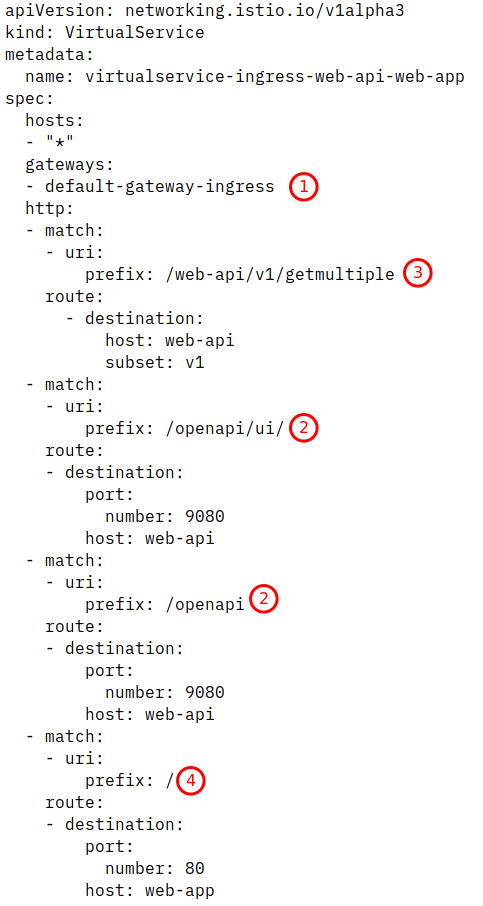 apiVersion: networking.istio.io/v1alpha3
kind: VirtualService
metadata:
  name: virtualservice-ingress-web-api-web-app
spec:
  hosts:
  - "*"
  gateways:
  - default-gateway-ingress 1
  http:
  - match:
    - uri:
        prefix: /web-api/v1/getmultiple 3
    route:
      - destination:
          host: web-api
          subset: v1
  - match:
    - uri:
        prefix: /openapi/ui/ 2
    route:
    - destination:
        port:
          number: 9080
        host: web-api
  - match:
    - uri:
        prefix: /openapi 2
    route:
    - destination:
        port:
          number: 9080
        host: web-api
  - match:
    - uri:
        prefix: / 4
    route:
    - destination:
        port:
          number: 80
        host: web-app